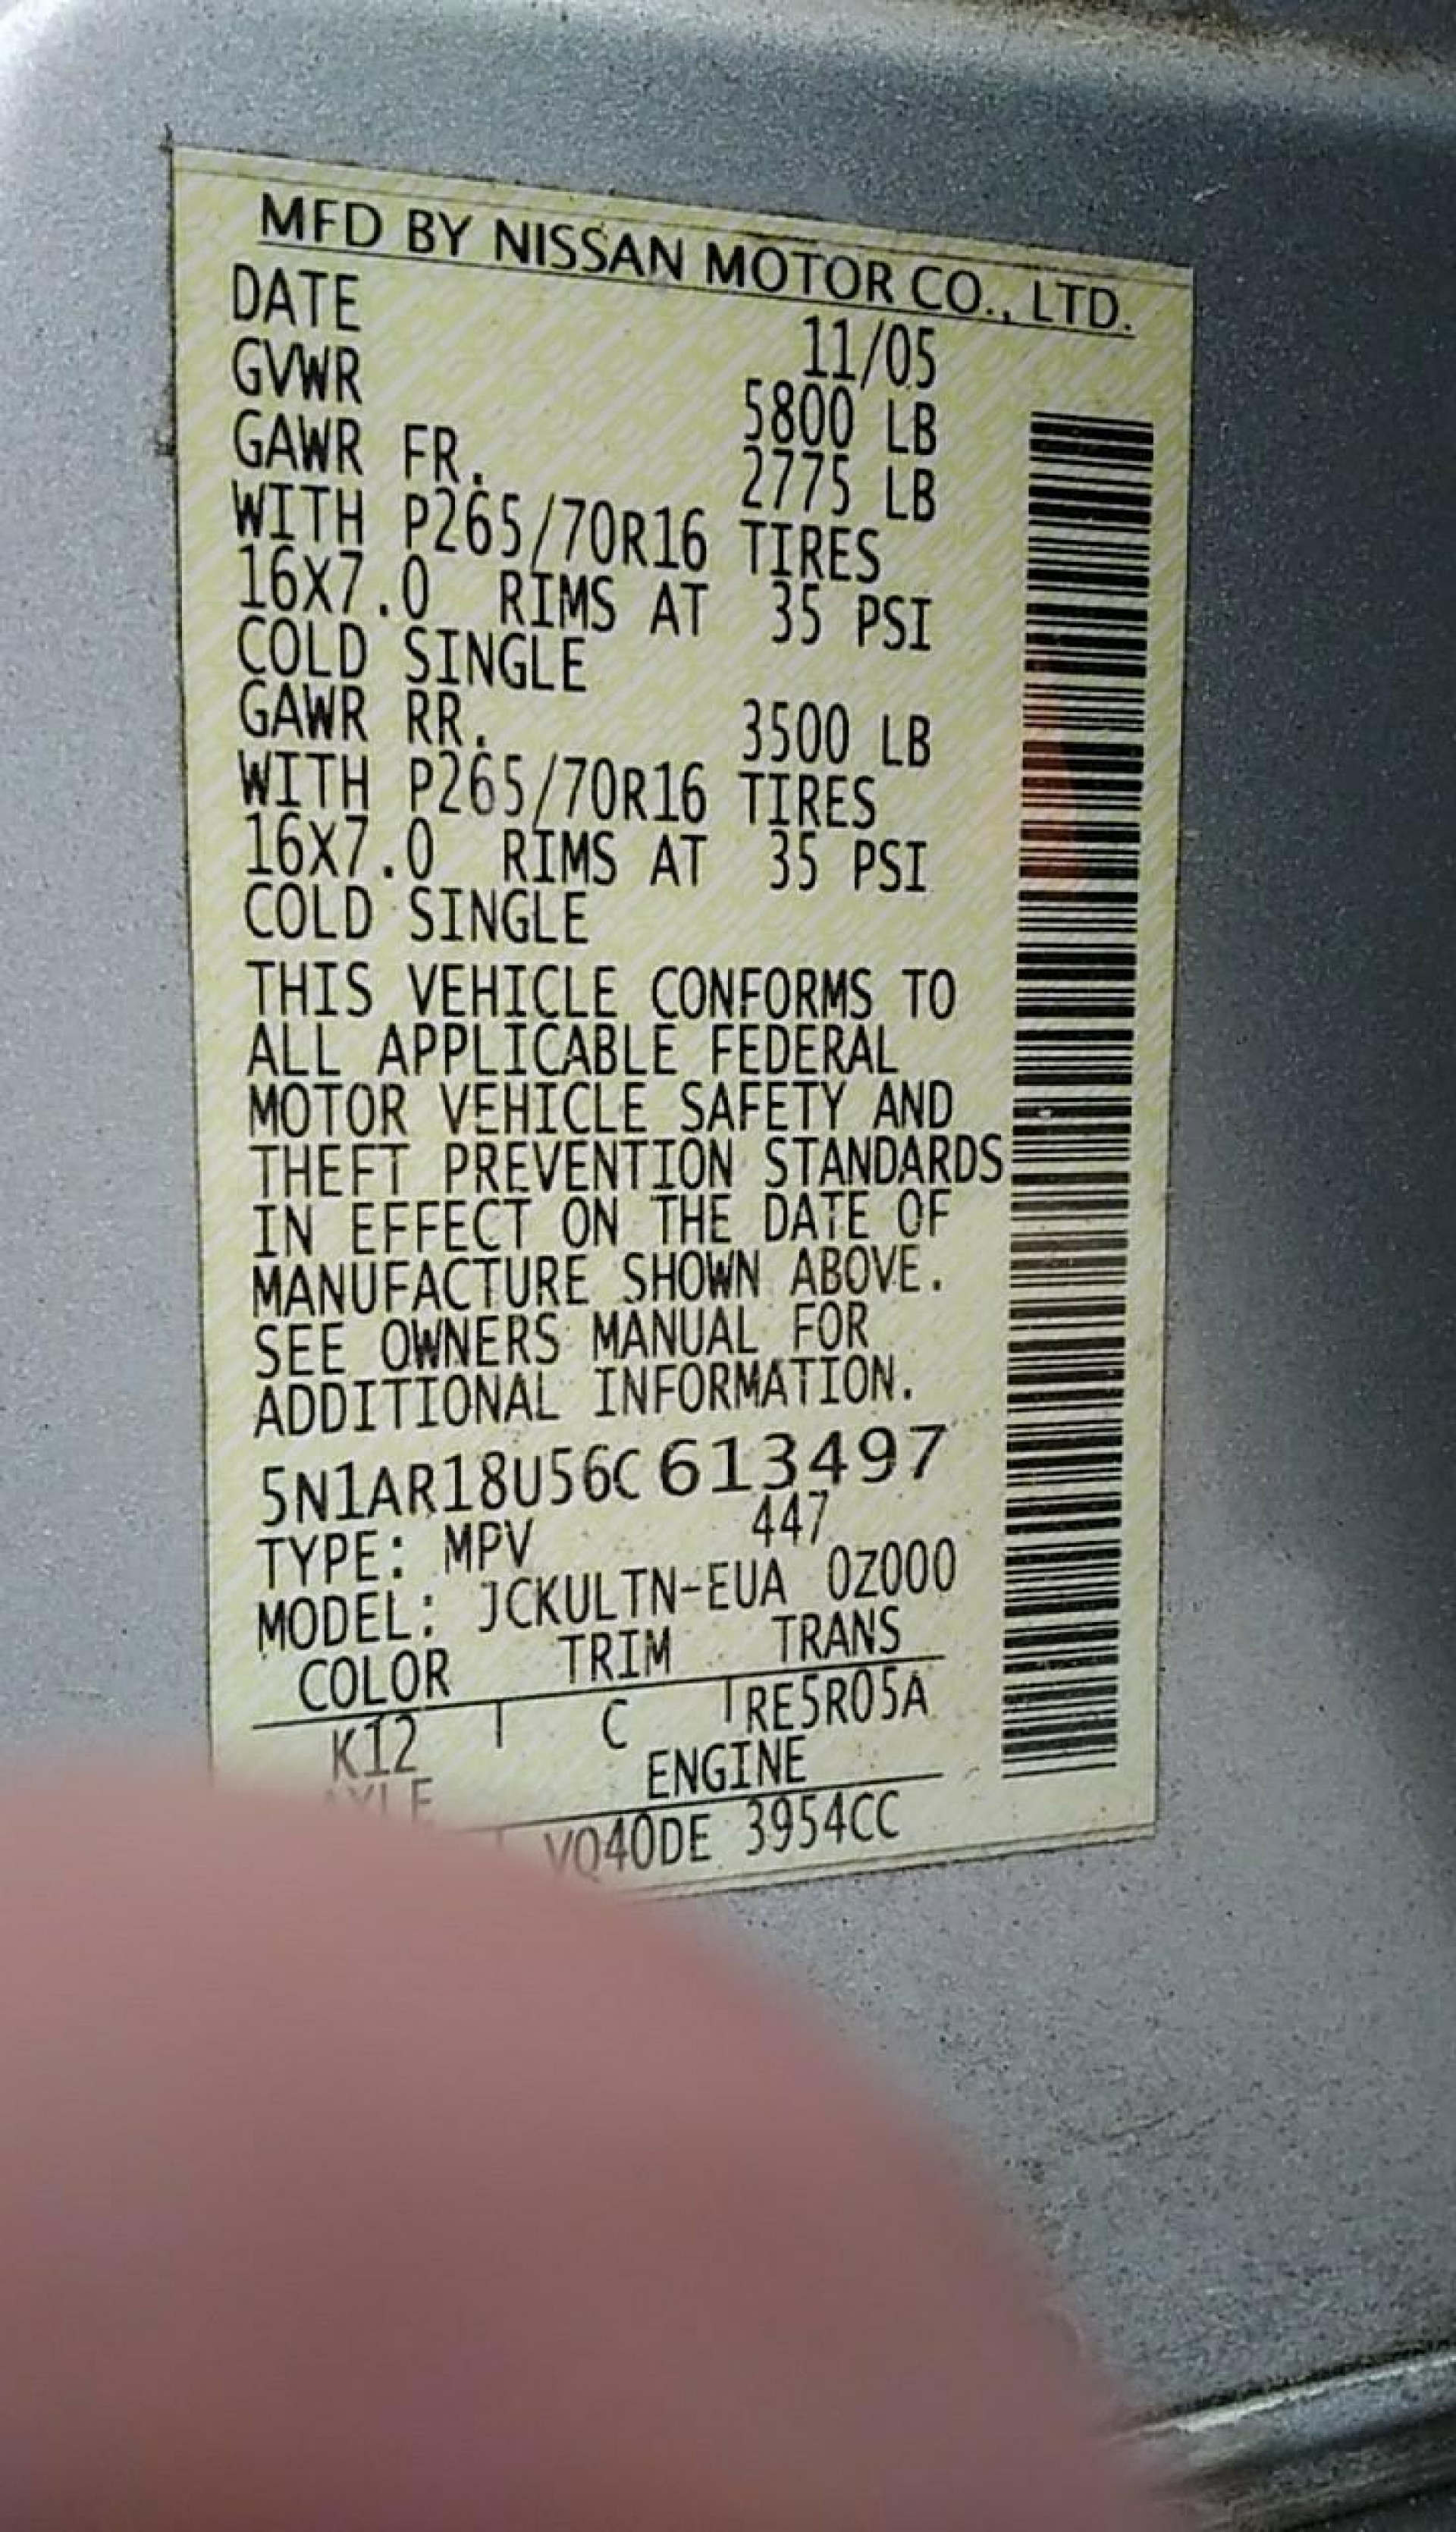 MFD BY NISSAN MOTOR CO., LTD.
DATE 11/05
GVWR 5800 LB
GAWR FR. 2775 LB
WITH P265/70R16 TIRES
16X7.0 RIMS AT 35 PSI
COLD SINGLE
GAWR RR. 3500 LB
WITH P265/70R16 TIRES
16X7.0 RIMS AT 35 PSI
COLD SINGLE
THIS VEHICLE CONFORMS TO
ALL APPLICABLE FEDERAL
MOTOR VEHICLE SAFETY AND
THEFT PREVENTION STANDARDS
IN EFFECT ON THE DATE OF
MANUFACTURE SHOWN ABOVE.
SEE OWNERS MANUAL FOR
ADDITIONAL INFORMATION.
5N1AR18U56C613497
TYPE: MPV 447
MODEL: JCKULTN-EUA 0Z000
COLOR TRIM TRANS
K12 C RE5R05A
AXLE ENGINE
VQ40DE 3954CC